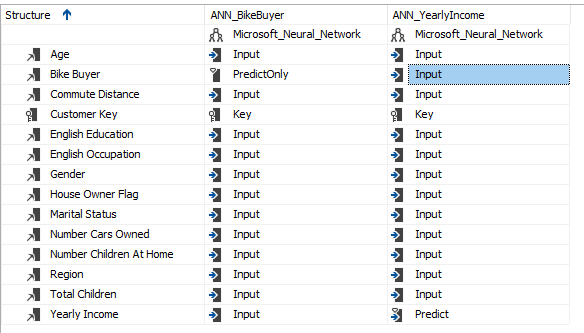 Structure ANN_BikeBuyer ANN_YearlyIncome
Microsoft_Neural_Network Microsoft_Neural_Network
Age Input Input
Bike Buyer PredictOnly Input
Commute Distance Input Input
Customer Key Key Key
English Education Input Input
English Occupation Input Input
Gender Input Input
House Owner Flag Input Input
Marital Status Input Input
Number Cars Owned Input Input
Number Children At Home Input Input
Region Input Input
Total Children Input Input
Yearly Income Input Predict